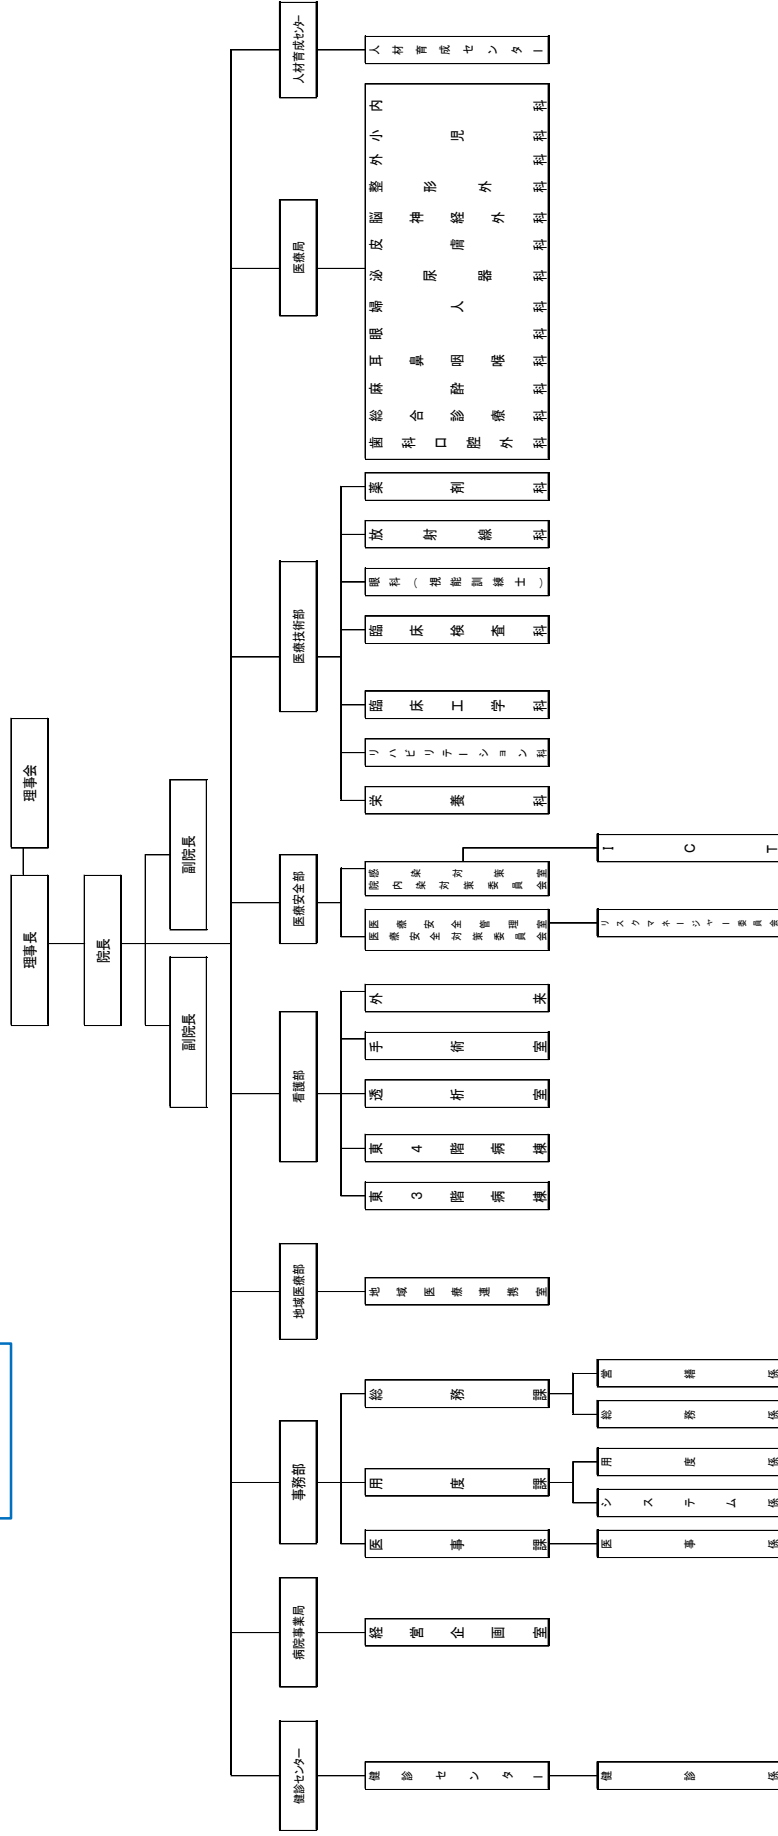 理事長
理事会
院長
副院長
副院長
健診センター
病院事業局
事務部
地域医療部
看護部
医療安全部
医療技術部
医療局
人材育成センター
健診センター
経営企画室
医事課
用度課
総務課
地域医療連携室
東3階病棟
東4階病棟
透析室
手術室
外来
医療安全管理室
医療安全対策委員会
感染対策室
院内感染対策委員会
栄養科
リハビリテーション科
臨床工学科
臨床検査科
眼科(視能訓練士)
放射線科
薬剤科
内科
小児科
外科
整形外科
脳神経外科
皮膚科
泌尿器科
婦人科
眼科
耳鼻咽喉科
麻酔科
総合診療科
歯科口腔外科
人材育成センター
健診係
医事係
システム係
用度係
総務係
営繕係
リスクマネージャー委員会
ICT